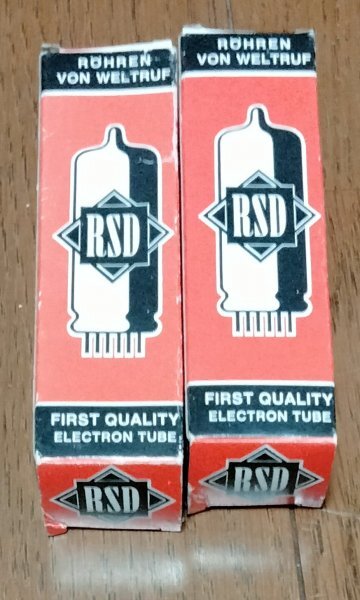 RÖHREN
VON WELTRUF
RSD
FIRST QUALITY
ELECTRON TUBE
RSD
RÖHREN
VON WELTRUF
RSD
FIRST QUALITY
ELECTRON TUBE
RSD